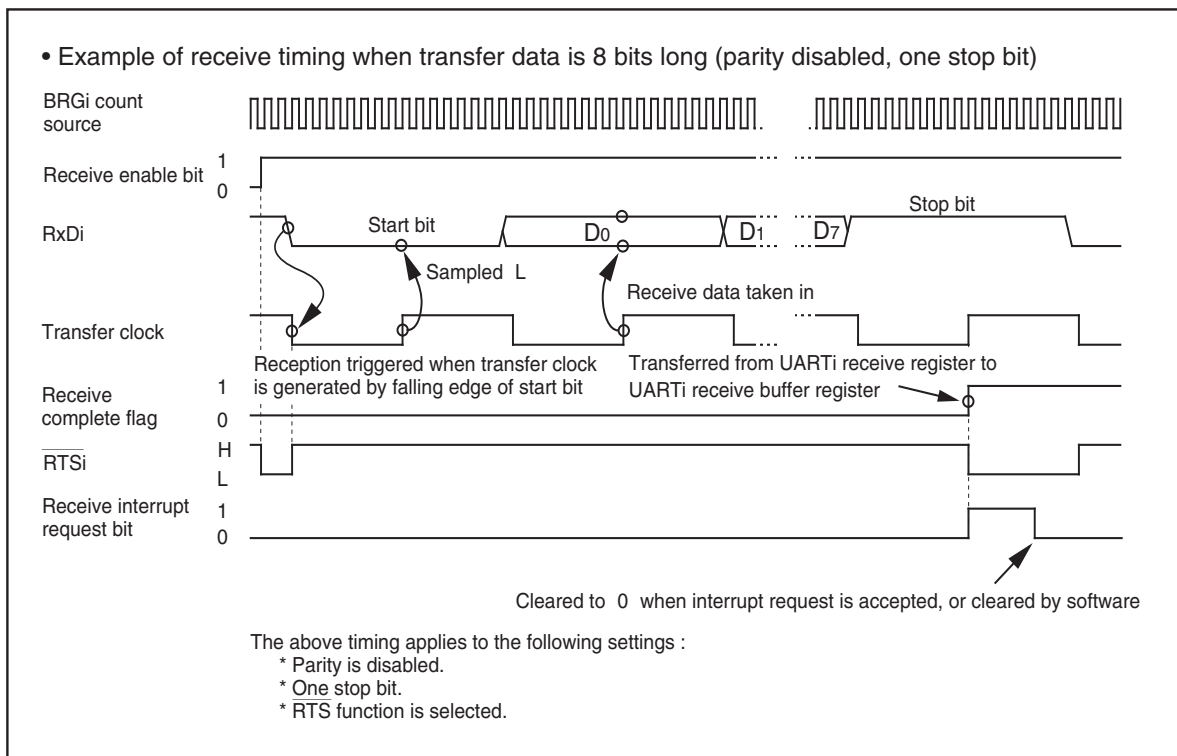 • Example of receive timing when transfer data is 8 bits long (parity disabled, one stop bit)
BRGi count
source
Receive enable bit
1
0
RxDi
Start bit
D0
D1
D7
Stop bit
Sampled L
Receive data taken in
Transfer clock
Reception triggered when transfer clock
is generated by falling edge of start bit
Transferred from UARTi receive register to
UARTi receive buffer register
Receive
complete flag
1
0
RTSi
H
L
Receive interrupt
request bit
1
0
Cleared to 0 when interrupt request is accepted, or cleared by software
The above timing applies to the following settings :
* Parity is disabled.
* One stop bit.
* RTS function is selected.